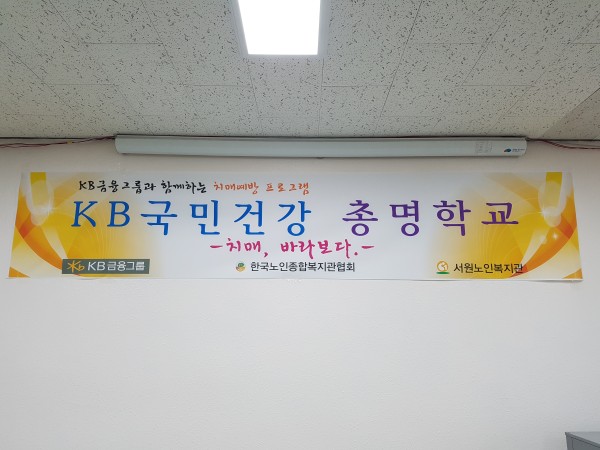 KB금융그룹과 함께하는 치매예방 프로그램
KB국민건강 총명학교
-치매, 바라보다.-
KB금융그룹 한국노인종합복지관협회 서원노인복지관